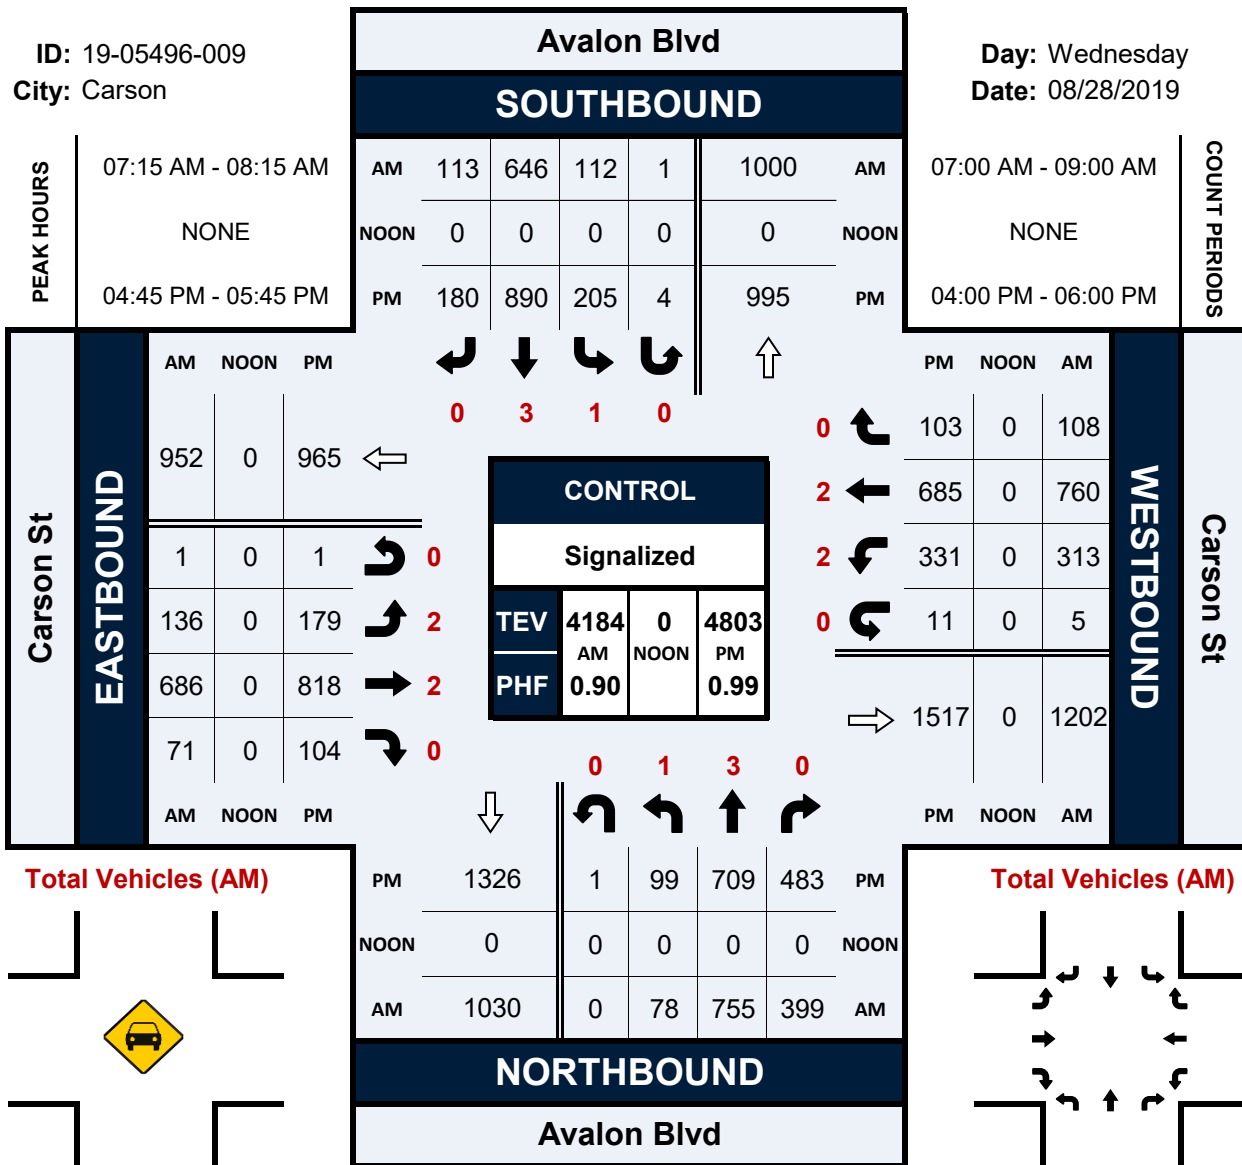 Avalon Blvd
ID: 19-05496-009
Day: Wednesday
City: Carson
Date: 08/28/2019
SOUTHBOUND
PEAK HOURS
07:15 AM - 08:15 AM
AM 113 646 112 1 1000 AM
07:00 AM - 09:00 AM
COUNT PERIODS
NONE
NOON 0 0 0 0 0 NOON
NONE
04:45 PM - 05:45 PM
PM 180 890 205 4 995 PM
04:00 PM - 06:00 PM
Carson St
EASTBOUND
AM NOON PM
PM NOON AM
WESTBOUND
Carson St
0 3 1 0
0 103 0 108
952 0 965
CONTROL
2 685 0 760
Signalized
1 0 1 0
2 331 0 313
136 0 179 2
TEV 4184 0 4803
0 11 0 5
AM NOON PM
686 0 818 2
PHF 0.90 0.99
1517 0 1202
71 0 104 0
0 1 3 0
AM NOON PM
PM NOON AM
Total Vehicles (AM)
PM 1326 1 99 709 483 PM
Total Vehicles (AM)
NOON 0 0 0 0 0 NOON
AM 1030 0 78 755 399 AM
NORTHBOUND
Avalon Blvd